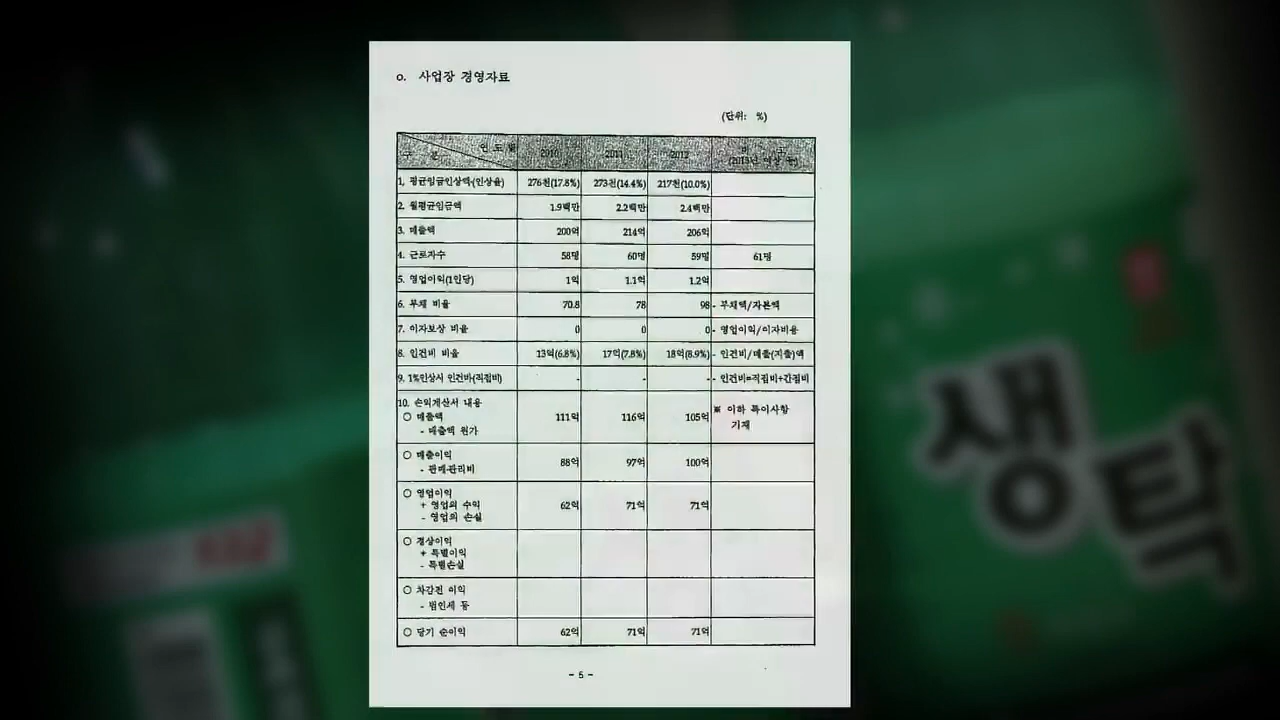 o. 사업장 경영자료
(단위: %)
구 분 연도별 2010 2011 2012 비 고
(2013년 예상 등)
1. 평균임금인상액(인상율) 276천(17.8%) 273천(14.4%) 217천(10.0%)
2. 월평균임금액 1.9백만 2.2백만 2.4백만
3. 매출액 200억 214억 206억
4. 근로자수 58명 60명 59명 61명
5. 영업이익(1인당) 1억 1.1억 1.2억
6. 부채 비율 70.8 78 98 - 부채액/자본액
7. 이자보상 비율 0 0 0 - 영업이익/이자비용
8. 인건비 비율 13억(6.8%) 17억(7.8%) 18억(8.9%) - 인건비/매출(지출)액
9. 1%인상시 인건비(직접비) - - - - 인건비=직접비+간접비
10. 손익계산서 내용
○ 매출액 111억 116억 105억 ※ 이하 특이사항
- 매출액 원가 기재
○ 매출이익 88억 97억 100억
- 판매관리비
○ 영업이익 62억 71억 71억
+ 영업외 수익
- 영업외 손실
○ 경상이익
+ 특별이익
- 특별손실
○ 차감전 이익
- 법인세 등
○ 당기 순이익 62억 71억 71억
- 5 -
생탁